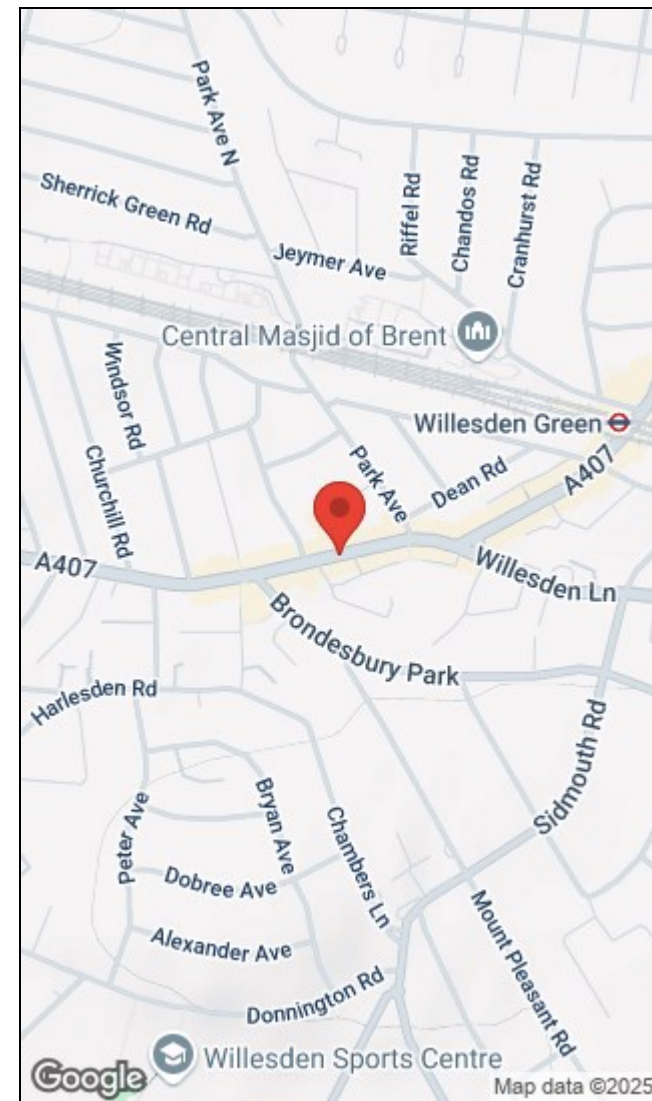 Park Ave N
Sherrick Green Rd
Riffel Rd
Chandos Rd
Cranhurst Rd
Jeymer Ave
Central Masjid of Brent
Windsor Rd
Churchill Rd
Willesden Green
Park Ave
Dean Rd
A407
A407
Willesden Ln
Brondesbury Park
Harlesden Rd
Sidmouth Rd
Peter Ave
Bryan Ave
Chambers Ln
Dobree Ave
Alexander Ave
Mount Pleasant Rd
Donnington Rd
Willesden Sports Centre
Google
Map data ©2025